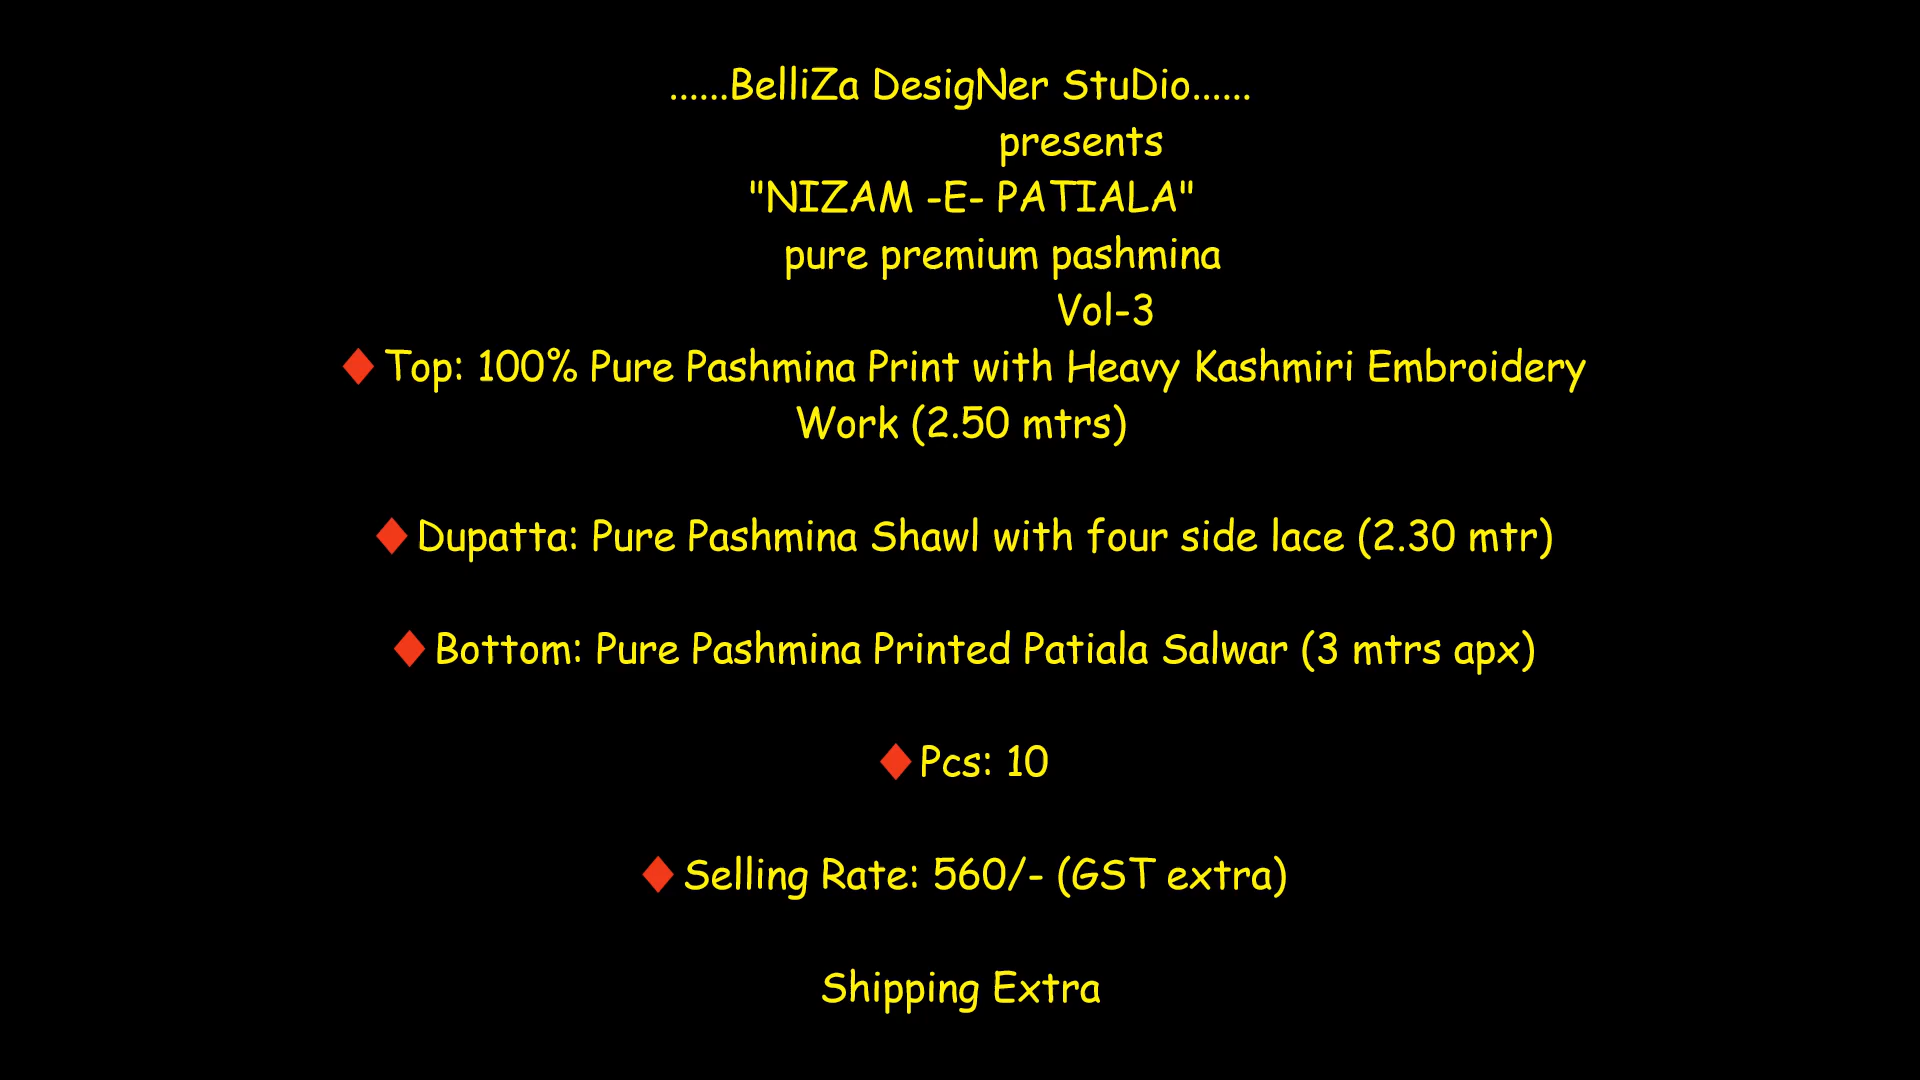 ......BelliZa DesigNer StuDio......
presents
"NIZAM -E- PATIALA"
pure premium pashmina
Vol-3
♦Top: 100% Pure Pashmina Print with Heavy Kashmiri Embroidery
Work (2.50 mtrs)
♦Dupatta: Pure Pashmina Shawl with four side lace (2.30 mtr)
♦Bottom: Pure Pashmina Printed Patiala Salwar (3 mtrs apx)
♦Pcs: 10
♦Selling Rate: 560/- (GST extra)
Shipping Extra